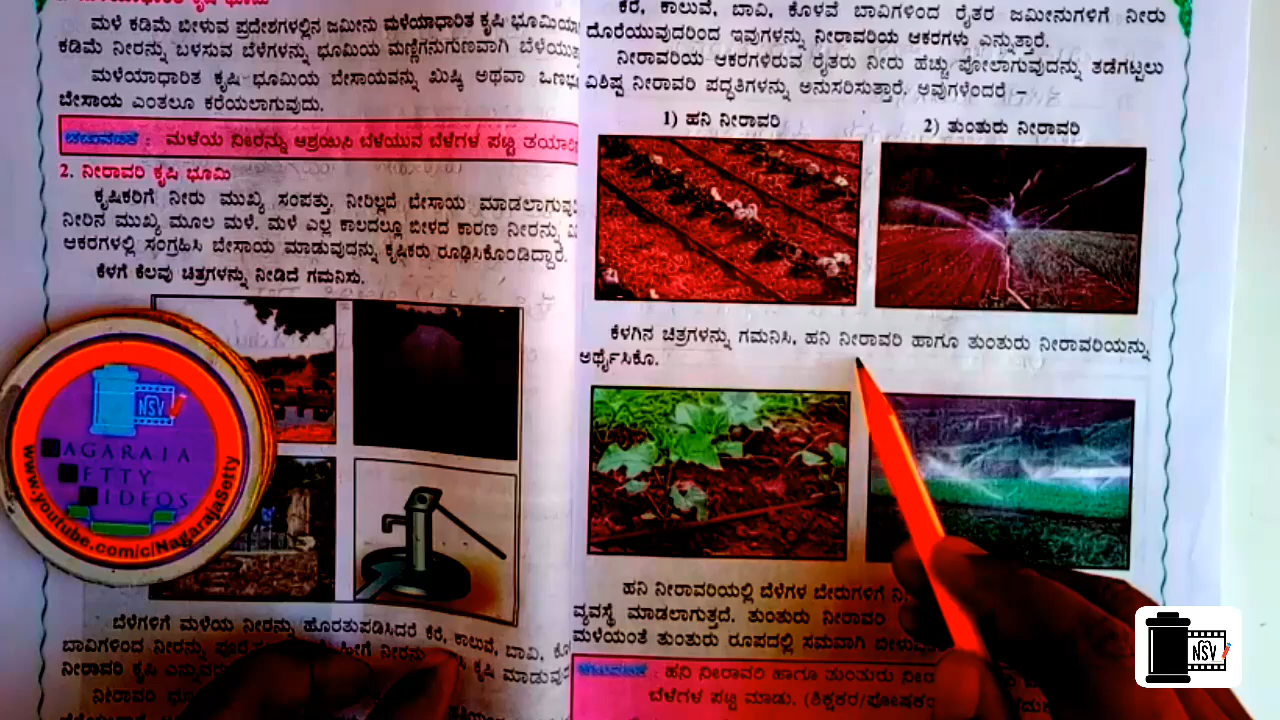 ಮಳೆ ಕಡಿಮೆ ಬೀಳುವ ಪ್ರದೇಶಗಳಲ್ಲಿನ ಜಮೀನು ಮಳೆಯಾಧಾರಿತ ಕೃಷಿ ಭೂಮಿಯಾ
ಕಡಿಮೆ ನೀರನ್ನು ಬಳಸುವ ಬೆಳೆಗಳನ್ನು ಭೂಮಿಯ ಮಣ್ಣಿಗನುಗುಣವಾಗಿ ಬೆಳೆಯುತ್ತ
ಮಳೆಯಾಧಾರಿತ ಕೃಷಿ ಭೂಮಿಯ ಬೇಸಾಯವನ್ನು ಖುಷ್ಕಿ ಅಥವಾ ಒಣಭೂ
ಬೇಸಾಯ ಎಂತಲೂ ಕರೆಯಲಾಗುವುದು.
ಚಟುವಟಿಕೆ : ಮಳೆಯ ನೀರನ್ನು ಆಶ್ರಯಿಸಿ ಬೆಳೆಯುವ ಬೆಳೆಗಳ ಪಟ್ಟಿ ತಯಾರಿಸ
2. ನೀರಾವರಿ ಕೃಷಿ ಭೂಮಿ
ಕೃಷಿಕರಿಗೆ ನೀರು ಮುಖ್ಯ ಸಂಪತ್ತು. ನೀರಿಲ್ಲದೆ ಬೇಸಾಯ ಮಾಡಲಾಗುವು
ನೀರಿನ ಮುಖ್ಯ ಮೂಲ ಮಳೆ. ಮಳೆ ಎಲ್ಲ ಕಾಲದಲ್ಲೂ ಬೀಳದ ಕಾರಣ ನೀರನ್ನು
ಆಕರಗಳಲ್ಲಿ ಸಂಗ್ರಹಿಸಿ ಬೇಸಾಯ ಮಾಡುವುದನ್ನು ಕೃಷಿಕರು ರೂಢಿಸಿಕೊಂಡಿದ್ದಾರೆ.
ಕೆಳಗೆ ಕೆಲವು ಚಿತ್ರಗಳನ್ನು ನೀಡಿದೆ ಗಮನಿಸು.
ಬೆಳೆಗಳಿಗೆ ಮಳೆಯ ನೀರನ್ನು ಹೊರತುಪಡಿಸಿದರೆ ಕೆರೆ, ಕಾಲುವೆ, ಬಾವಿ, ಕೊ
ಬಾವಿಗಳಿಂದ ನೀರನ್ನು ಹೀಗೆ ನೀರನ್ನು ಕೃಷಿ ಮಾಡುವು
ನೀರಾವರಿ ಕೃಷಿ
ಕೆರೆ, ಕಾಲುವೆ, ಬಾವಿ, ಕೊಳವೆ ಬಾವಿಗಳಿಂದ ರೈತರ ಜಮೀನುಗಳಿಗೆ ನೀರು
ದೊರೆಯುವುದರಿಂದ ಇವುಗಳನ್ನು ನೀರಾವರಿಯ ಆಕರಗಳು ಎನ್ನುತ್ತಾರೆ.
ನೀರಾವರಿಯ ಆಕರಗಳಿರುವ ರೈತರು ನೀರು ಹೆಚ್ಚು ಪೋಲಾಗುವುದನ್ನು ತಡೆಗಟ್ಟಲು
ವಿಶಿಷ್ಟ ನೀರಾವರಿ ಪದ್ಧತಿಗಳನ್ನು ಅನುಸರಿಸುತ್ತಾರೆ. ಅವುಗಳೆಂದರೆ –
1) ಹನಿ ನೀರಾವರಿ 2) ತುಂತುರು ನೀರಾವರಿ
ಕೆಳಗಿನ ಚಿತ್ರಗಳನ್ನು ಗಮನಿಸಿ, ಹನಿ ನೀರಾವರಿ ಹಾಗೂ ತುಂತುರು ನೀರಾವರಿಯನ್ನು
ಅರ್ಥೈಸಿಕೊ.
ಹನಿ ನೀರಾವರಿಯಲ್ಲಿ ಬೆಳೆಗಳ ಬೇರುಗಳಿಗೆ
ವ್ಯವಸ್ಥೆ ಮಾಡಲಾಗುತ್ತದೆ. ತುಂತುರು ನೀರಾವರಿ
ಮಳೆಯಂತೆ ತುಂತುರು ರೂಪದಲ್ಲಿ ಸಮವಾಗಿ
ಚಟುವಟಿಕೆ : ಹನಿ ನೀರಾವರಿ ಹಾಗೂ ತುಂತುರು
ಬೆಳೆಗಳ ಪಟ್ಟಿ ಮಾಡು. (ಶಿಕ್ಷಕರ/ಪೋಷಕ
NSV
NAGARAJA
SETTY
VIDEOS
www.youtube.com/c/NagarajaSetty
NSV